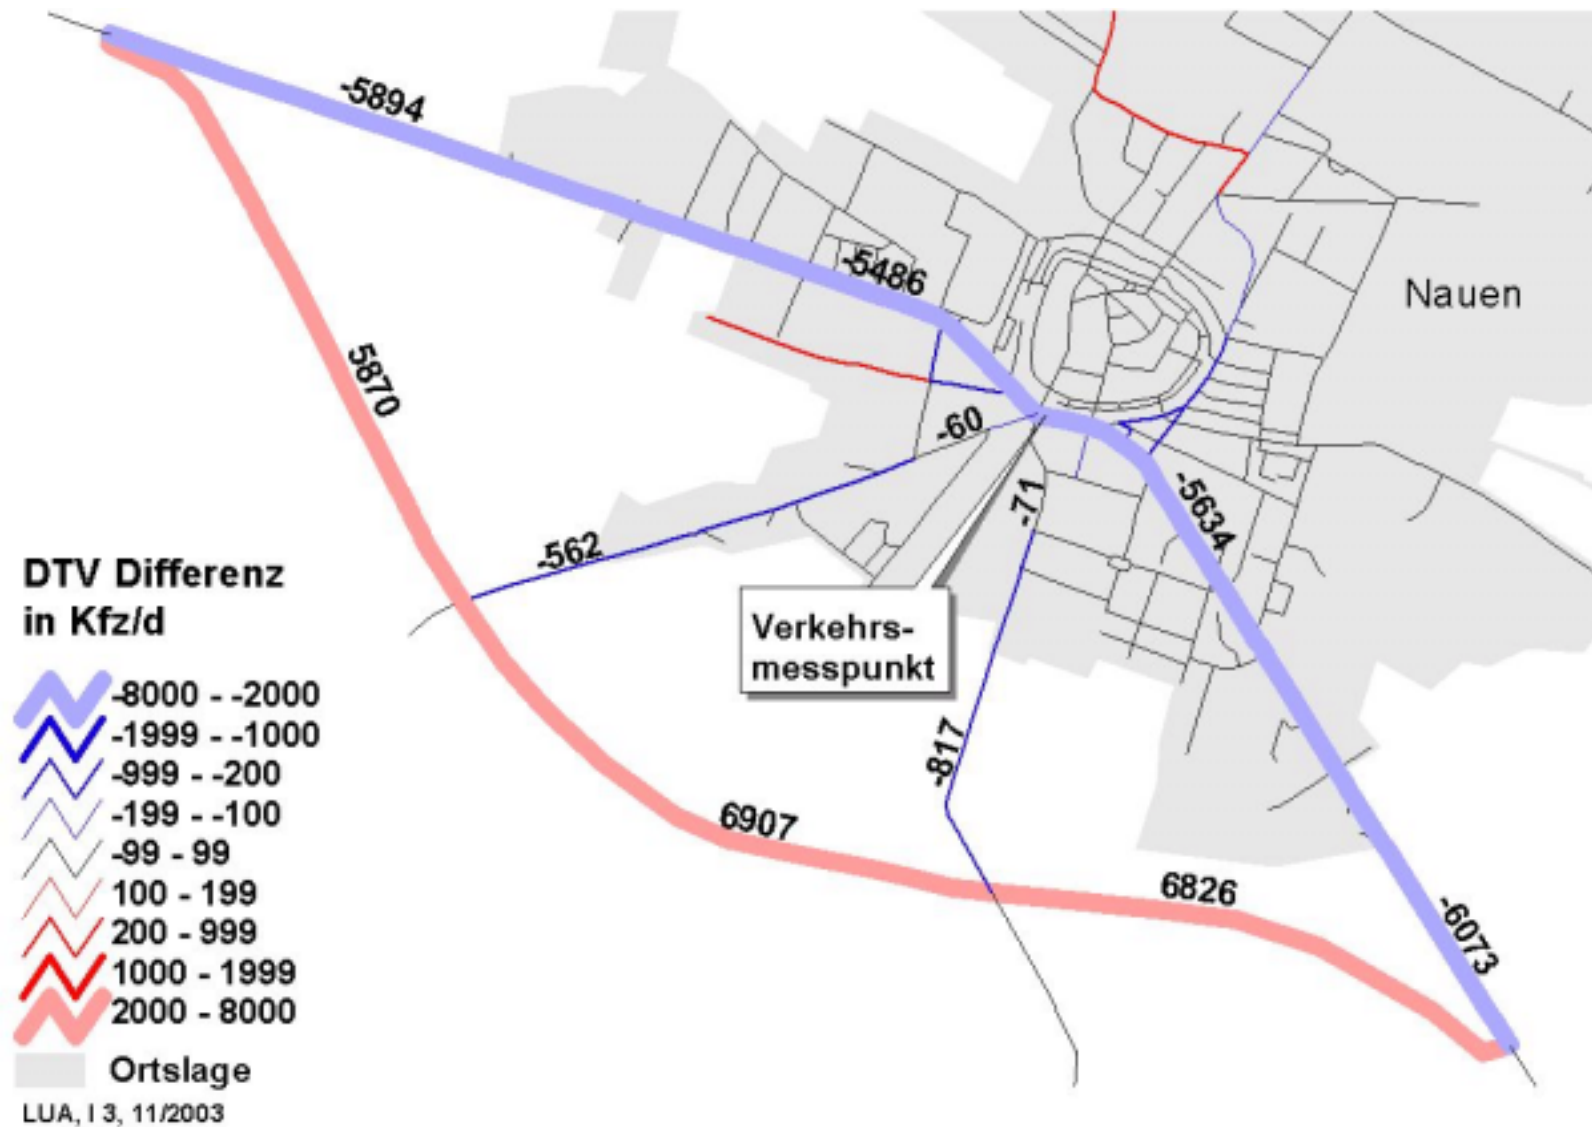 -5894
-5486
Nauen
5870
-60
-71
-5634
-562
Verkehrs-
messpunkt
-817
6907
6826
-6073
DTV Differenz
in Kfz/d
-8000 - -2000
-1999 - -1000
-999 - -200
-199 - -100
-99 - 99
100 - 199
200 - 999
1000 - 1999
2000 - 8000
Ortslage
LUA, I 3, 11/2003